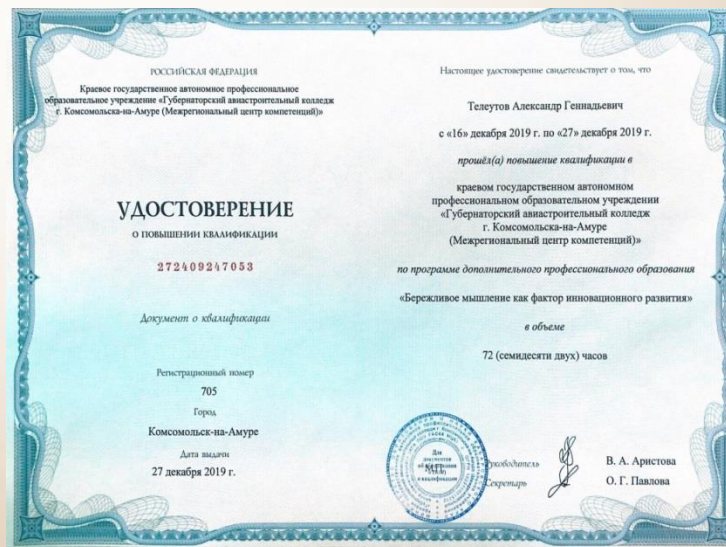 РОССИЙСКАЯ ФЕДЕРАЦИЯ
Краевое государственное автономное профессиональное
образовательное учреждение «Губернаторский авиастроительный колледж
г. Комсомольска-на-Амуре (Межрегиональный центр компетенций)»
УДОСТОВЕРЕНИЕ
О ПОВЫШЕНИИ КВАЛИФИКАЦИИ
272409247053
Документ о квалификации
Регистрационный номер
705
Город
Комсомольск-на-Амуре
Дата выдачи
27 декабря 2019 г.
Настоящее удостоверение свидетельствует о том, что
Телеутов Александр Геннадьевич
с «16» декабря 2019 г. по «27» декабря 2019 г.
прошёл(а) повышение квалификации в
краевом государственном автономном
профессиональном образовательном учреждении
«Губернаторский авиастроительный колледж
г. Комсомольска-на-Амуре
(Межрегиональный центр компетенций)»
по программе дополнительного профессионального образования
«Бережливое мышление как фактор инновационного развития»
в объеме
72 (семидесяти двух) часов
Для
документов
М.П.
квалификации
Руководитель В. А. Аристова
Секретарь О. Г. Павлова